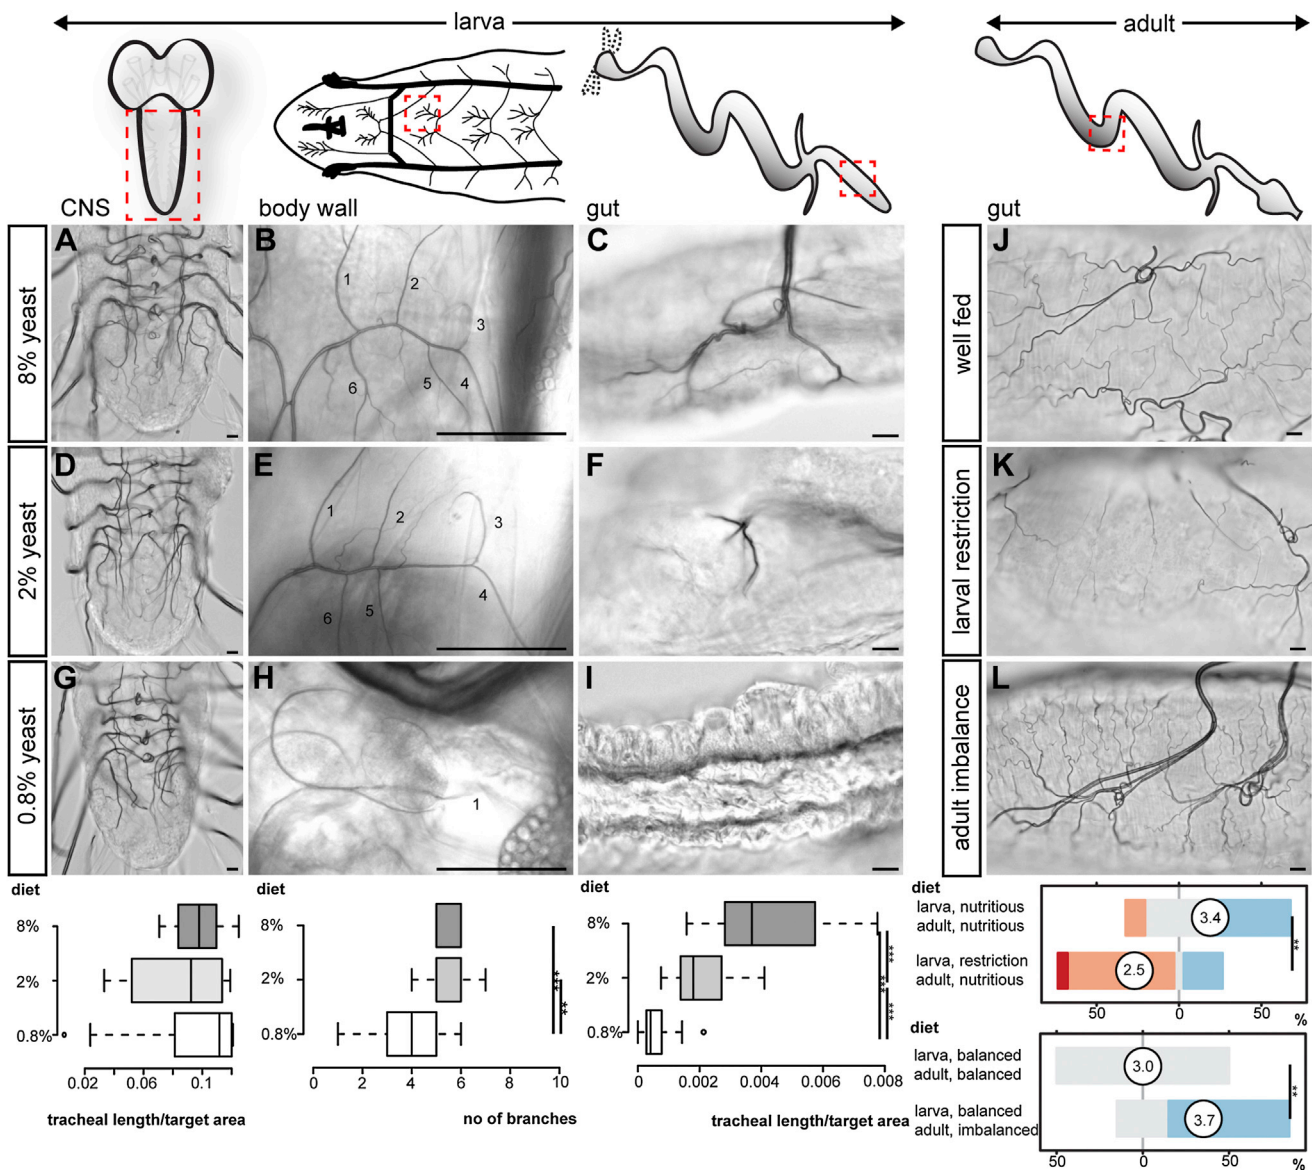 larva
adult
CNS
body wall
gut
gut
8% yeast
A
B
1
2
3
4
5
6
C
well fed
J
2% yeast
D
E
1
2
3
4
5
6
F
larval restriction
K
0.8% yeast
G
H
1
I
adult imbalance
L
diet
8%
2%
0.8%
0.02
0.06
0.1
tracheal length/target area
diet
8%
2%
0.8%
***
**
0
2
4
6
8
10
no of branches
diet
8%
2%
0.8%
***
***
***
0
0.002
0.004
0.006
0.008
tracheal length/target area
diet
larva, nutritious
adult, nutritious
3.4
larva, restriction
adult, nutritious
2.5
**
50
0
50
%
diet
larva, balanced
adult, balanced
3.0
larva, balanced
adult, imbalanced
3.7
**
50
0
50
%